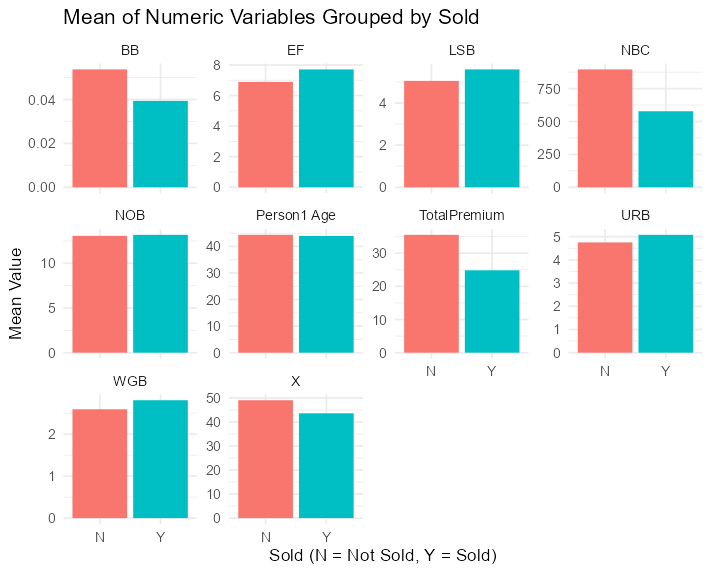 Mean of Numeric Variables Grouped by Sold
BB EF LSB NBC
0.04 0.02 0.00
8 6 4 2 0
4 2 0
750 500 250 0
NOB Person1 Age TotalPremium URB
10 5 0
40 30 20 10 0
30 20 10 0
5 4 3 2 1 0
Mean Value
N Y N Y
WGB X
2 1 0
50 40 30 20 10 0
N Y N Y
Sold (N = Not Sold, Y = Sold)